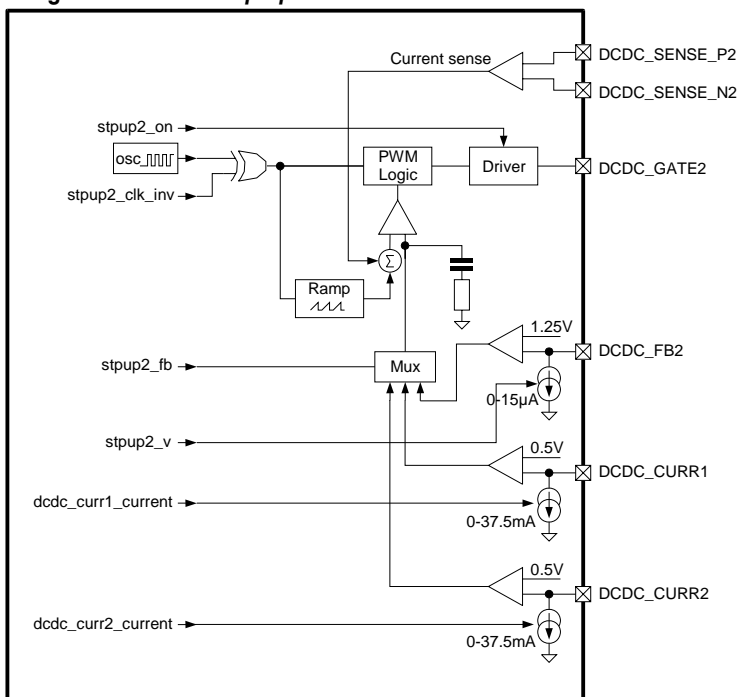 Current sense
DCDC_SENSE_P2
DCDC_SENSE_N2
stpup2_on
osc
PWM
Logic
Driver
DCDC_GATE2
stpup2_clk_inv
Σ
Ramp
1.25V
DCDC_FB2
stpup2_fb
Mux
0-15µA
stpup2_v
0.5V
DCDC_CURR1
dcdc_curr1_current
0-37.5mA
0.5V
DCDC_CURR2
dcdc_curr2_current
0-37.5mA